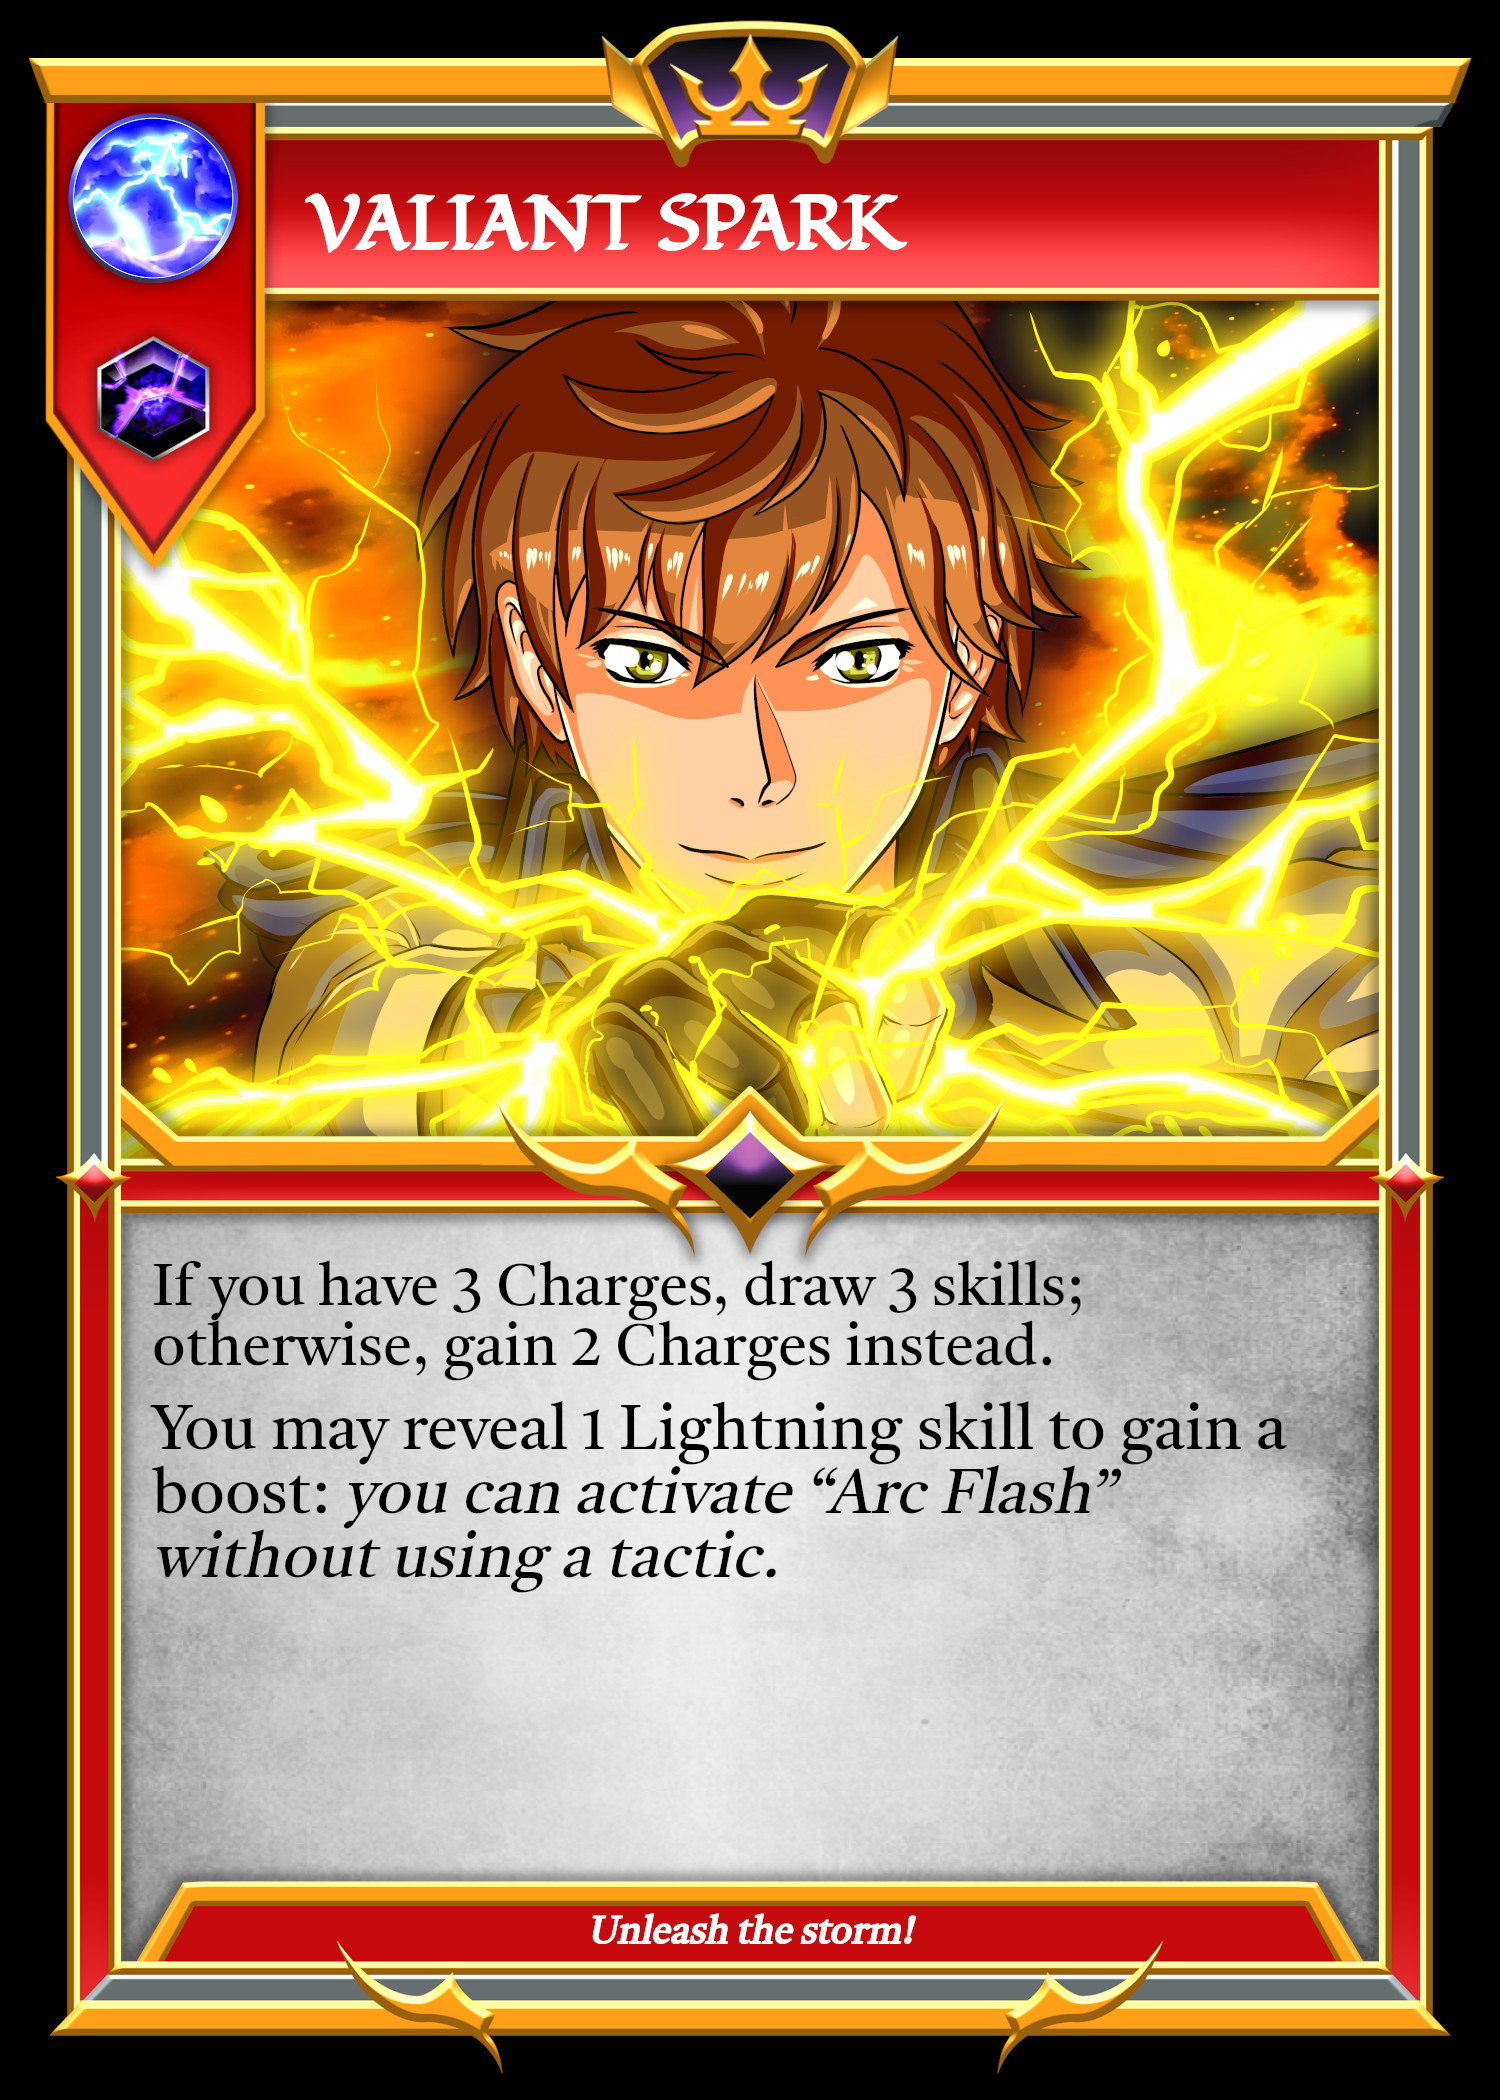 VALIANT SPARK
If you have 3 Charges, draw 3 skills;
otherwise, gain 2 Charges instead.
You may reveal 1 Lightning skill to gain a
boost: you can activate “Arc Flash”
without using a tactic.
Unleash the storm!